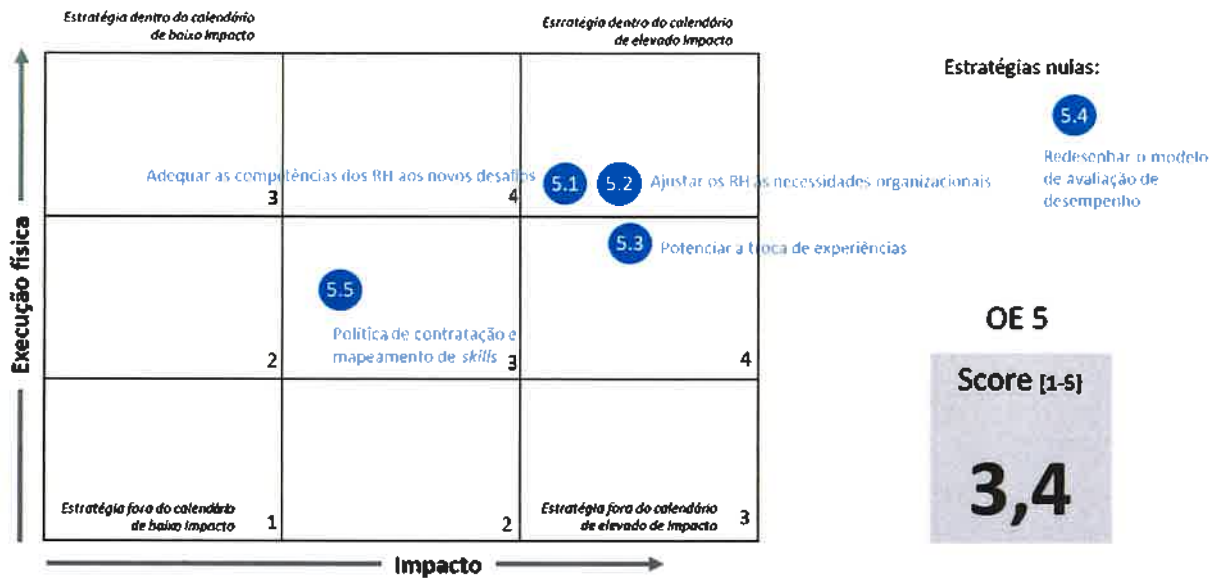 Estratégia dentro do calendário
de baixo impacto
Estratégia dentro do calendário
de elevado impacto
Estratégias nulas:
5.4
Redesenhar o modelo
de avaliação de
desempenho
Adequar as competências dos RH aos novos desafios
5.1
5.2
Ajustar os RH às necessidades organizacionais
3
4
5.3
Potenciar a troca de experiências
5.5
Política de contratação e
mapeamento de skills
2
3
4
Execução física
OE 5
Score [1-5]
3,4
Estratégia fora do calendário
de baixo impacto
1
2
Estratégia fora do calendário
de elevado de impacto
3
Impacto